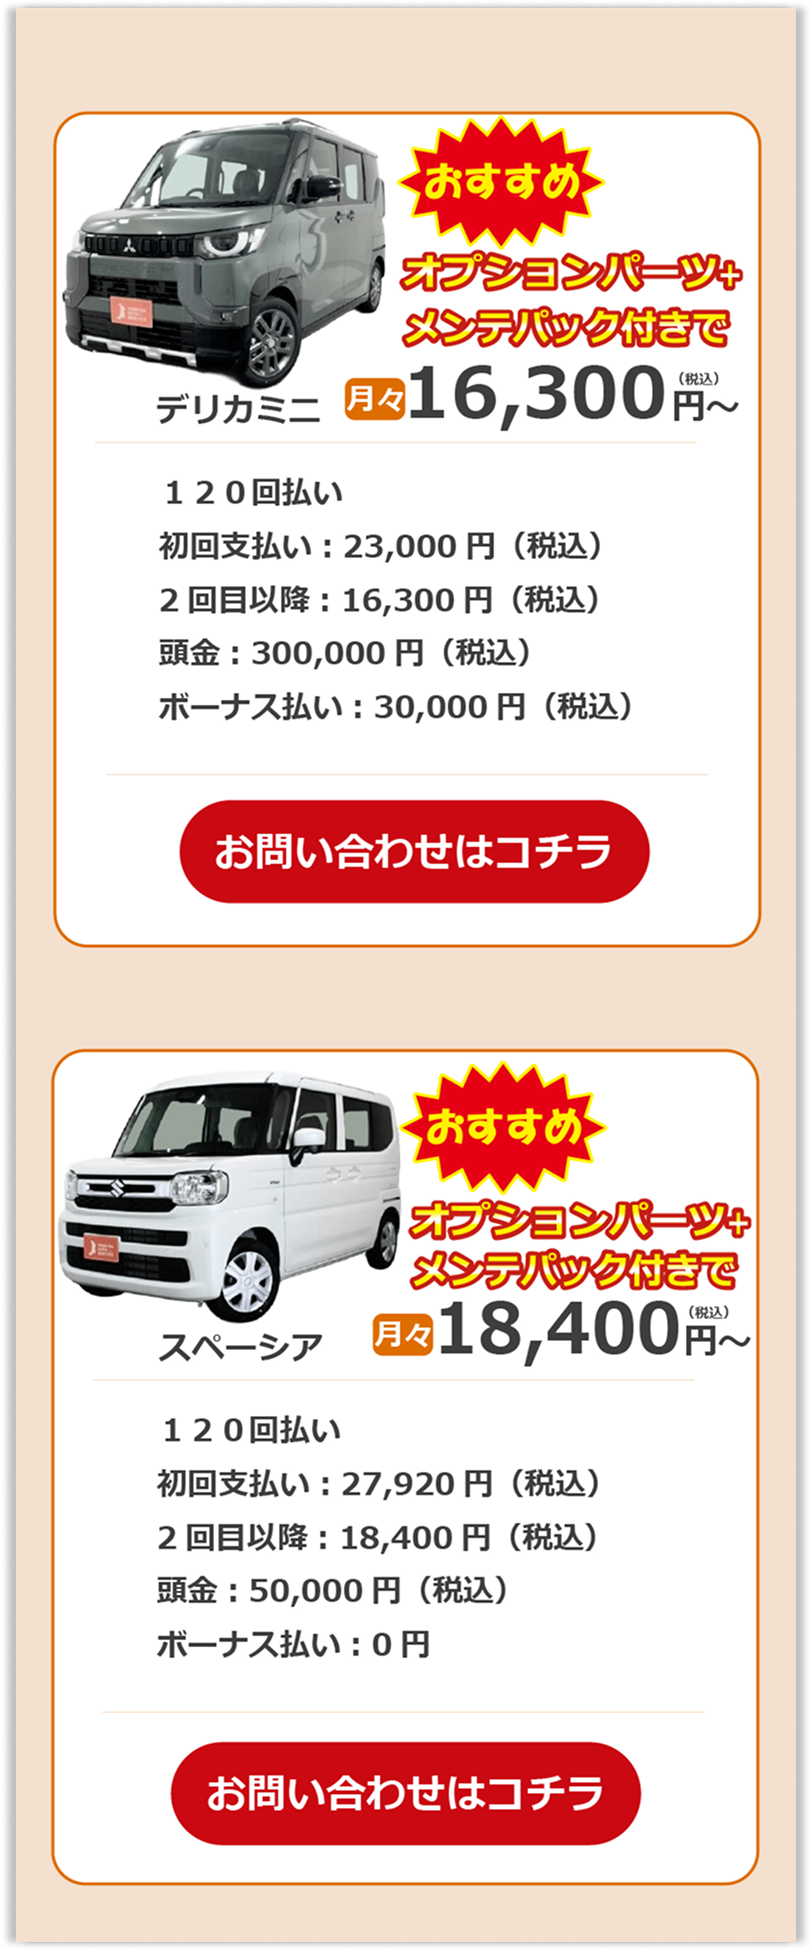 おすすめ
オプションパーツ+
メンテパック付きで
デリカミニ 月々16,300円～(税込)
１２０回払い
初回支払い：23,000 円（税込）
2 回目以降：16,300 円（税込）
頭金：300,000 円（税込）
ボーナス払い：30,000 円（税込）
お問い合わせはコチラ
おすすめ
オプションパーツ+
メンテパック付きで
スペーシア 月々18,400円～(税込)
１２０回払い
初回支払い：27,920 円（税込）
2 回目以降：18,400 円（税込）
頭金：50,000 円（税込）
ボーナス払い：0 円
お問い合わせはコチラ